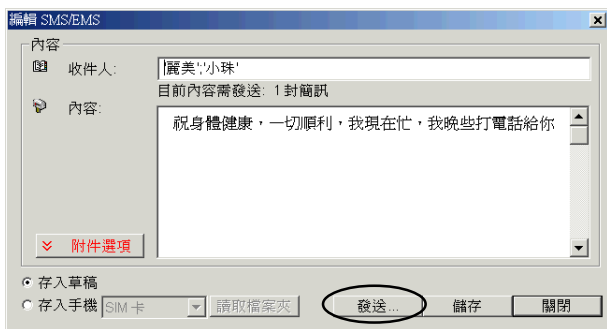 編輯 SMS/EMS
內容
收件人:
'麗美';'小珠'
目前內容需發送: 1 封簡訊
內容:
祝身體健康，一切順利，我現在忙，我晚些打電話給你
附件選項
存入草稿
存入手機 SIM 卡 讀取檔案夾 發送... 儲存 關閉